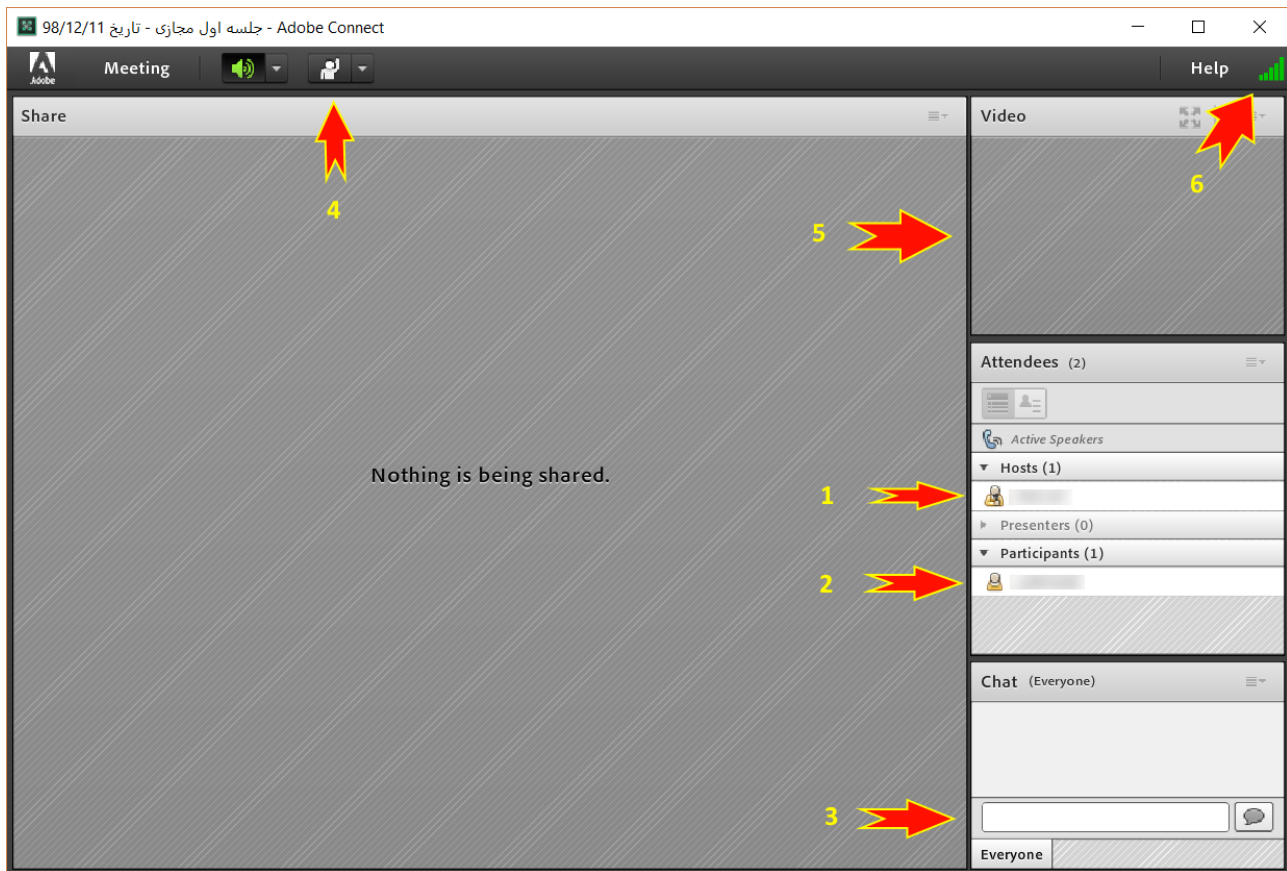 جلسه اول مجازی - تاریخ 98/12/11 - Adobe Connect
Adobe
Meeting
Help
Share
Video
4
6
5
Attendees (2)
Active Speakers
Hosts (1)
Nothing is being shared.
1
Presenters (0)
Participants (1)
2
Chat (Everyone)
3
Everyone